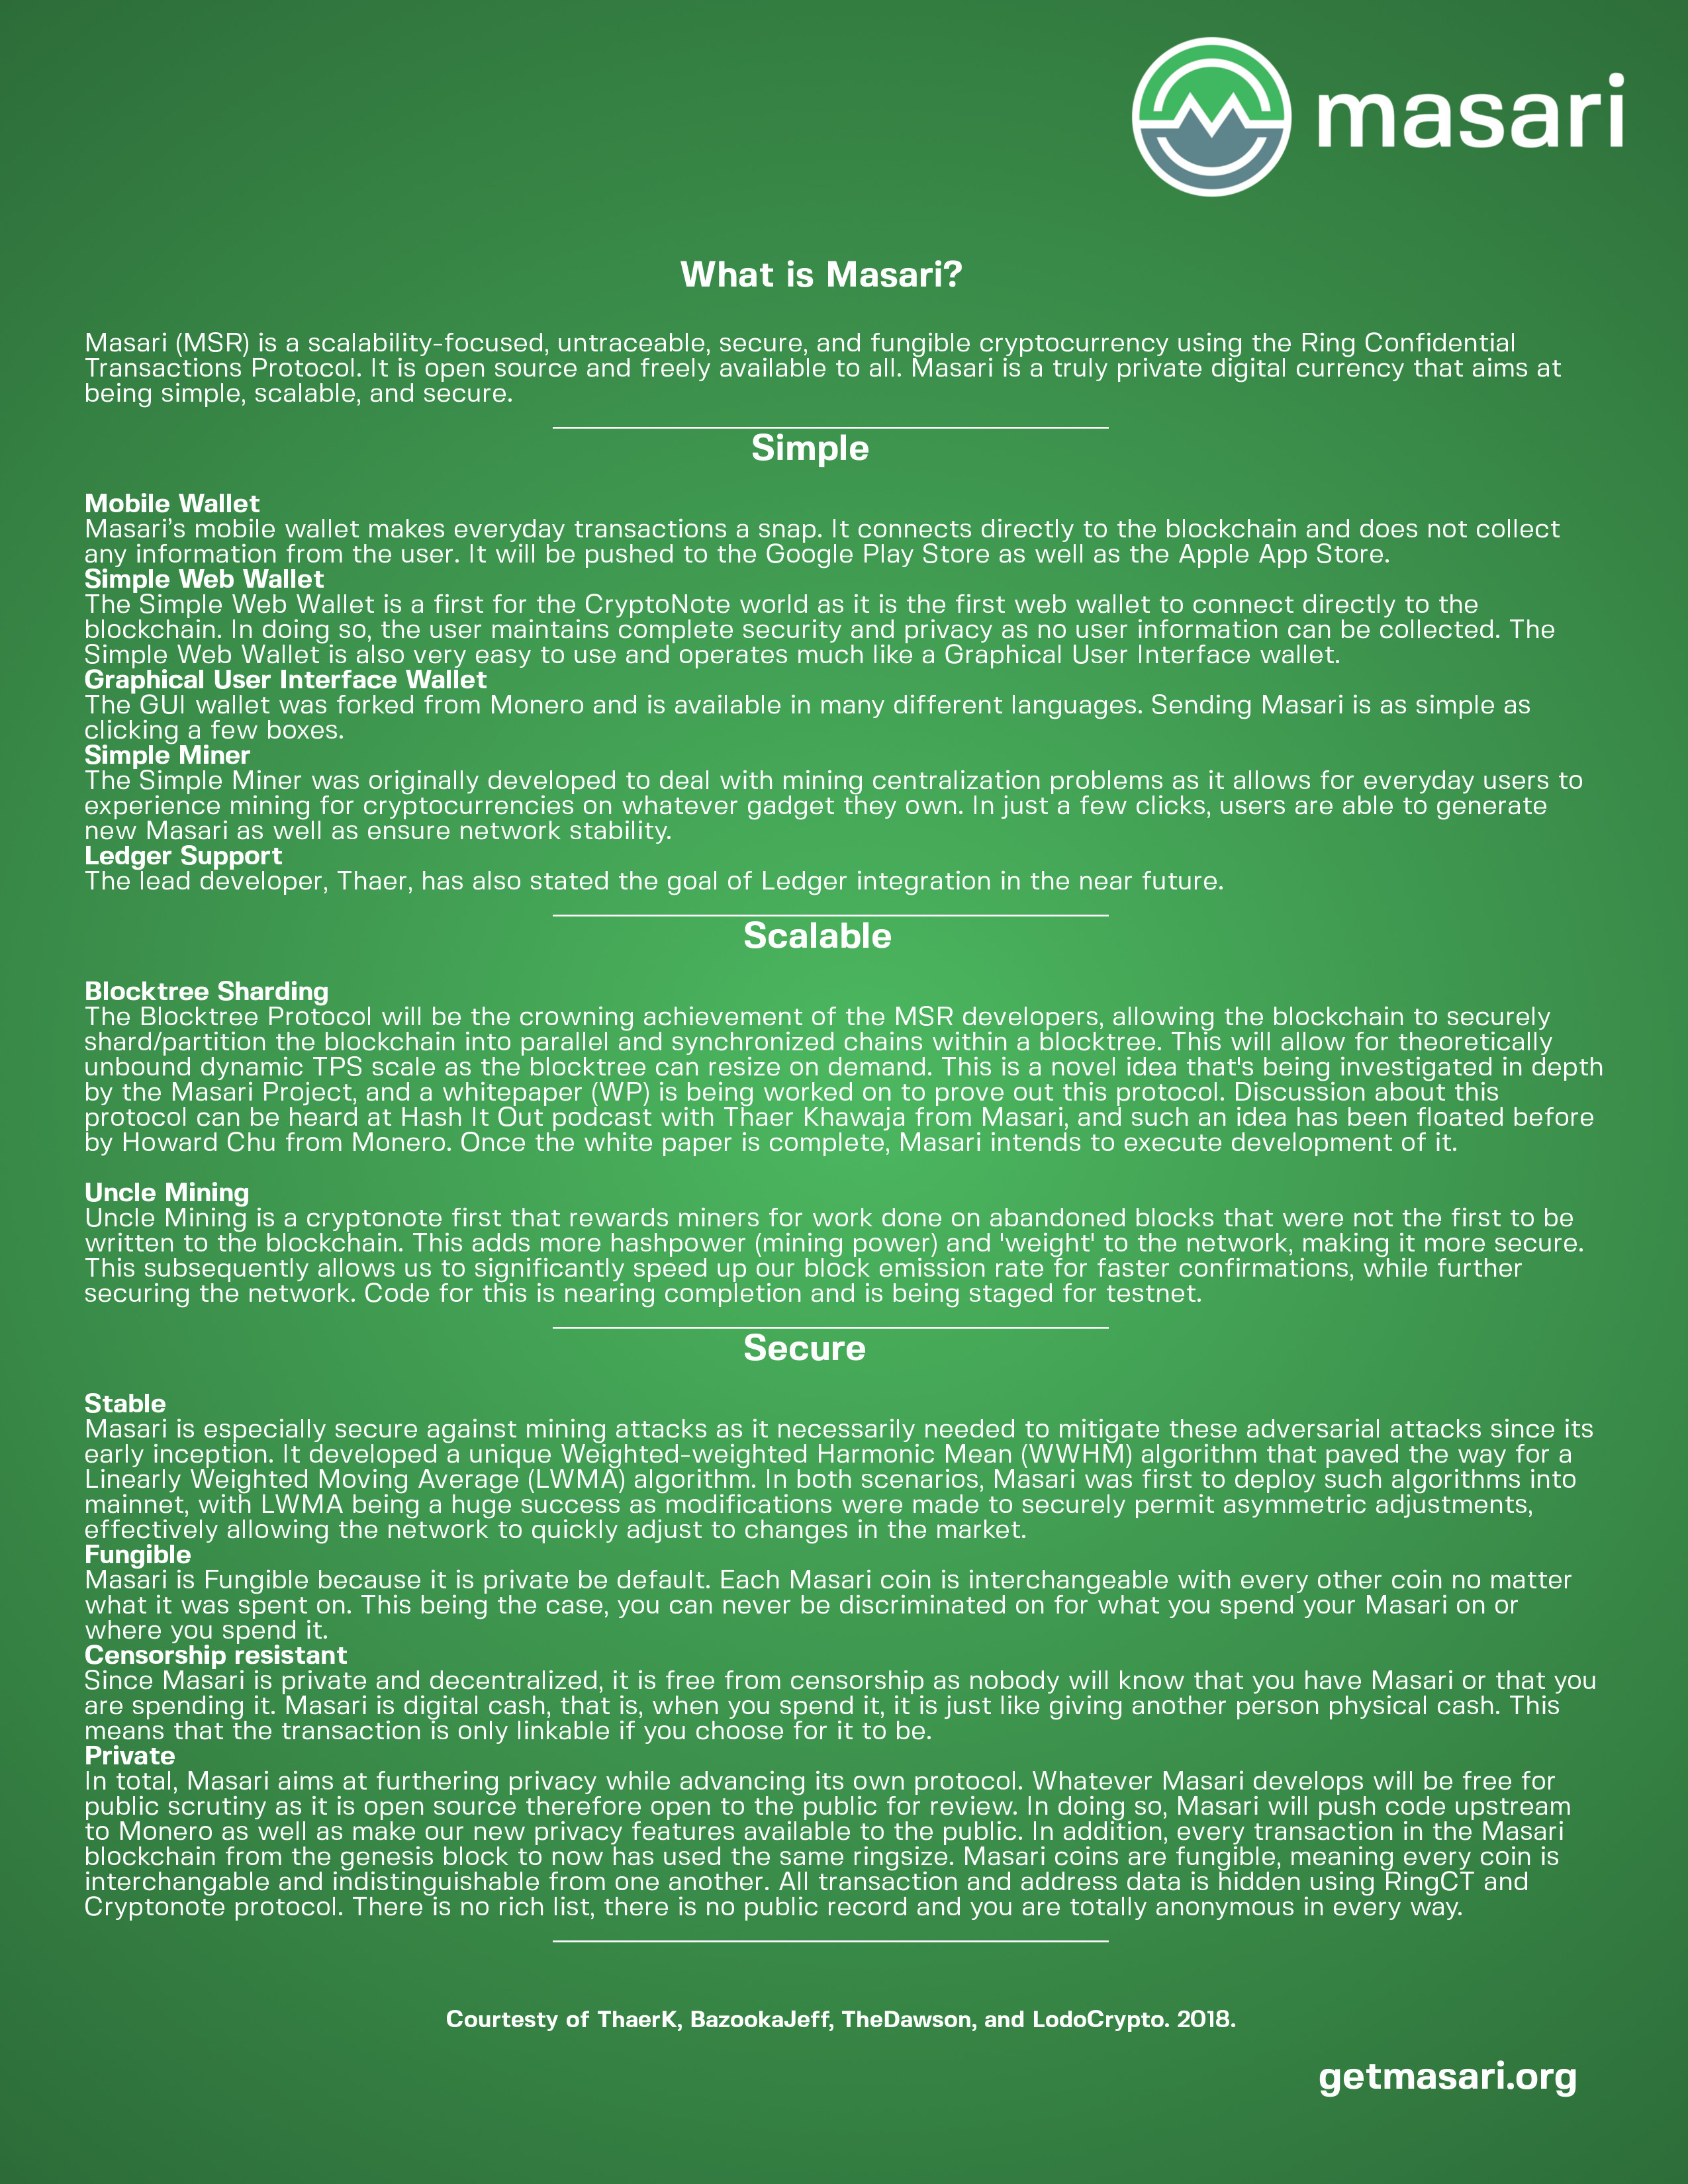 masari
What is Masari?
Masari (MSR) is a scalability-focused, untraceable, secure, and fungible cryptocurrency using the Ring Confidential
Transactions Protocol. It is open source and freely available to all. Masari is a truly private digital currency that aims at
being simple, scalable, and secure.
Simple
Mobile Wallet
Masari’s mobile wallet makes everyday transactions a snap. It connects directly to the blockchain and does not collect
any information from the user. It will be pushed to the Google Play Store as well as the Apple App Store.
Simple Web Wallet
The Simple Web Wallet is a first for the CryptoNote world as it is the first web wallet to connect directly to the
blockchain. In doing so, the user maintains complete security and privacy as no user information can be collected. The
Simple Web Wallet is also very easy to use and operates much like a Graphical User Interface wallet.
Graphical User Interface Wallet
The GUI wallet was forked from Monero and is available in many different languages. Sending Masari is as simple as
clicking a few boxes.
Simple Miner
The Simple Miner was originally developed to deal with mining centralization problems as it allows for everyday users to
experience mining for cryptocurrencies on whatever gadget they own. In just a few clicks, users are able to generate
new Masari as well as ensure network stability.
Ledger Support
The lead developer, Thaer, has also stated the goal of Ledger integration in the near future.
Scalable
Blocktree Sharding
The Blocktree Protocol will be the crowning achievement of the MSR developers, allowing the blockchain to securely
shard/partition the blockchain into parallel and synchronized chains within a blocktree. This will allow for theoretically
unbound dynamic TPS scale as the blocktree can resize on demand. This is a novel idea that's being investigated in depth
by the Masari Project, and a whitepaper (WP) is being worked on to prove out this protocol. Discussion about this
protocol can be heard at Hash It Out podcast with Thaer Khawaja from Masari, and such an idea has been floated before
by Howard Chu from Monero. Once the white paper is complete, Masari intends to execute development of it.
Uncle Mining
Uncle Mining is a cryptonote first that rewards miners for work done on abandoned blocks that were not the first to be
written to the blockchain. This adds more hashpower (mining power) and 'weight' to the network, making it more secure.
This subsequently allows us to significantly speed up our block emission rate for faster confirmations, while further
securing the network. Code for this is nearing completion and is being staged for testnet.
Secure
Stable
Masari is especially secure against mining attacks as it necessarily needed to mitigate these adversarial attacks since its
early inception. It developed a unique Weighted-weighted Harmonic Mean (WWHM) algorithm that paved the way for a
Linearly Weighted Moving Average (LWMA) algorithm. In both scenarios, Masari was first to deploy such algorithms into
mainnet, with LWMA being a huge success as modifications were made to securely permit asymmetric adjustments,
effectively allowing the network to quickly adjust to changes in the market.
Fungible
Masari is Fungible because it is private be default. Each Masari coin is interchangeable with every other coin no matter
what it was spent on. This being the case, you can never be discriminated on for what you spend your Masari on or
where you spend it.
Censorship resistant
Since Masari is private and decentralized, it is free from censorship as nobody will know that you have Masari or that you
are spending it. Masari is digital cash, that is, when you spend it, it is just like giving another person physical cash. This
means that the transaction is only linkable if you choose for it to be.
Private
In total, Masari aims at furthering privacy while advancing its own protocol. Whatever Masari develops will be free for
public scrutiny as it is open source therefore open to the public for review. In doing so, Masari will push code upstream
to Monero as well as make our new privacy features available to the public. In addition, every transaction in the Masari
blockchain from the genesis block to now has used the same ringsize. Masari coins are fungible, meaning every coin is
interchangable and indistinguishable from one another. All transaction and address data is hidden using RingCT and
Cryptonote protocol. There is no rich list, there is no public record and you are totally anonymous in every way.
Courtesty of ThaerK, BazookaJeff, TheDawson, and LodoCrypto. 2018.
getmasari.org